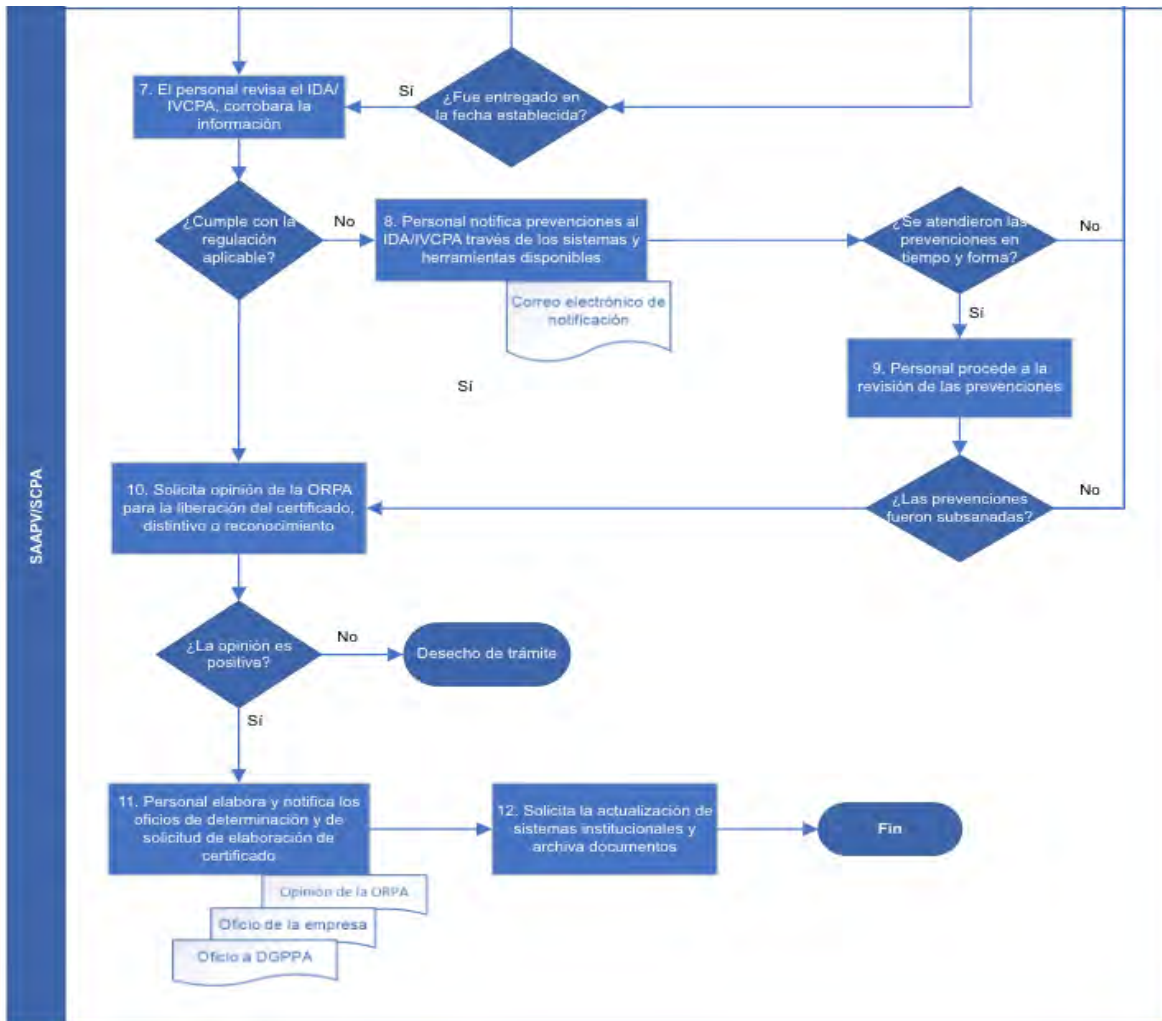 SAAPV/SCPA
7. El personal revisa el IDA/
IVCPA, corrobara la
información
Sí
¿Fue entregado en
la fecha establecida?
¿Cumple con la
regulación
aplicable?
No
8. Personal notifica prevenciones al
IDA/IVCPA través de los sistemas y
herramientas disponibles
Correo electrónico de
notificación
¿Se atendieron las
prevenciones en
tiempo y forma?
No
Sí
9. Personal procede a la
revisión de las prevenciones
Sí
¿Las prevenciones
fueron subsanadas?
No
10. Solicita opinión de la ORPA
para la liberación del certificado,
distintivo o reconocimiento
¿La opinión es
positiva?
No
Desecho de trámite
Sí
11. Personal elabora y notifica los
oficios de determinación y de
solicitud de elaboración de
certificado
Opinión de la ORPA
Oficio de la empresa
Oficio a DGPPA
12. Solicita la actualización de
sistemas institucionales y
archiva documentos
Fin